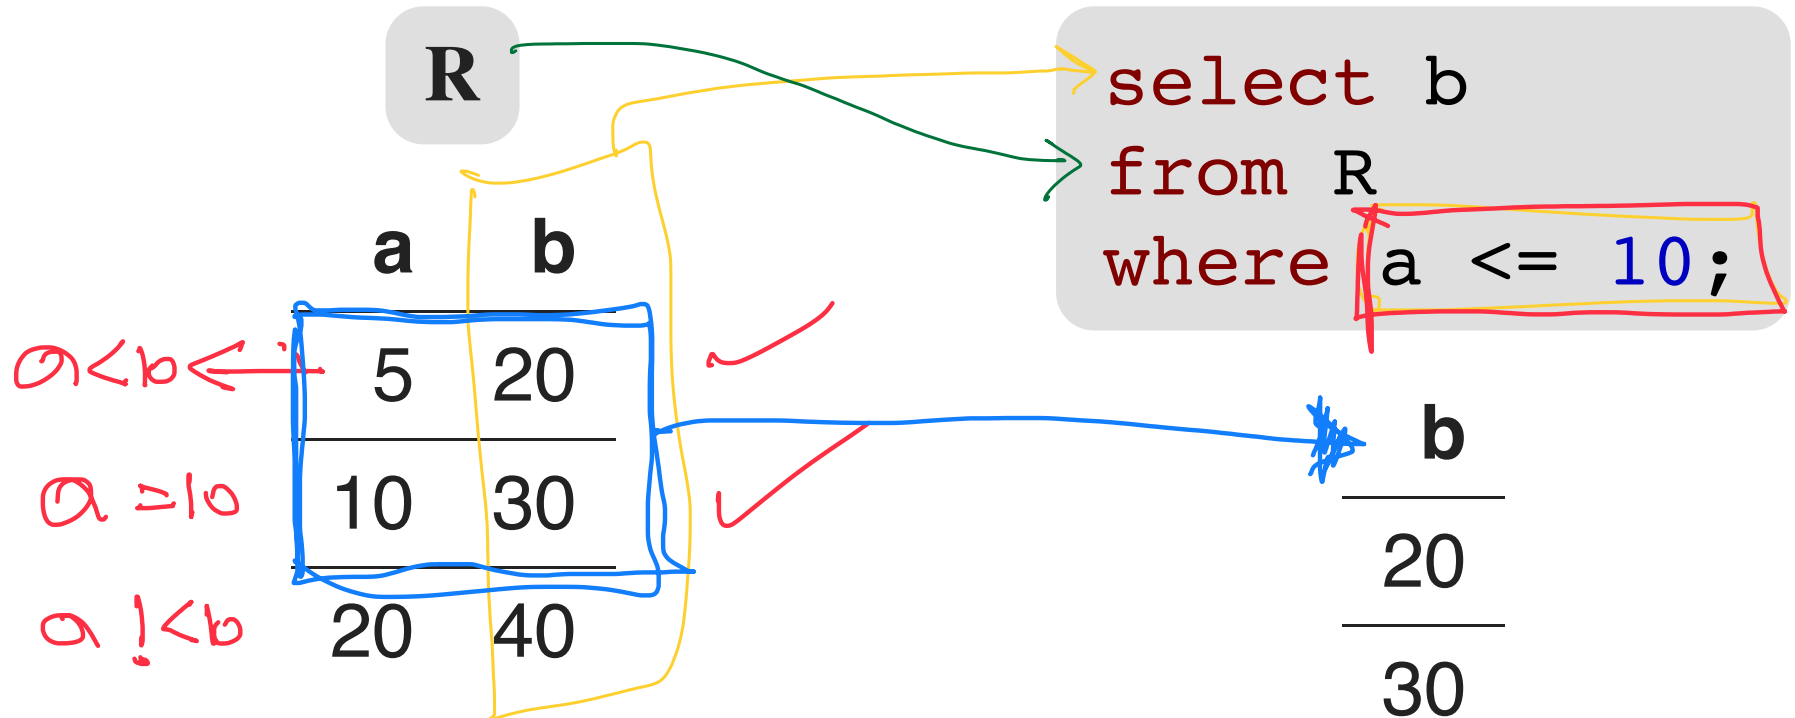 R
select b
from R
where a <= 10;
a b
a<b 5 20
a =10 10 30
a !<b 20 40
b
20
30